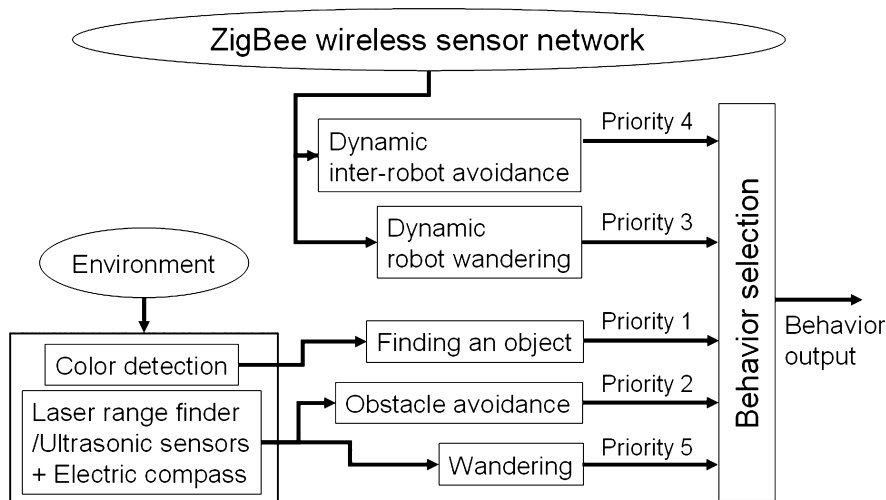 ZigBee wireless sensor network
Priority 4
Dynamic
inter-robot avoidance
Priority 3
Dynamic
robot wandering
Environment
Behavior selection
Priority 1
Behavior
output
Finding an object
Color detection
Priority 2
Obstacle avoidance
Laser range finder
/Ultrasonic sensors
+ Electric compass
Priority 5
Wandering